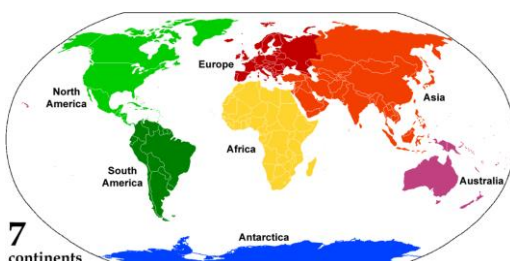 Europe
North
America
Asia
Africa
South
America
Australia
Antarctica
7
continents